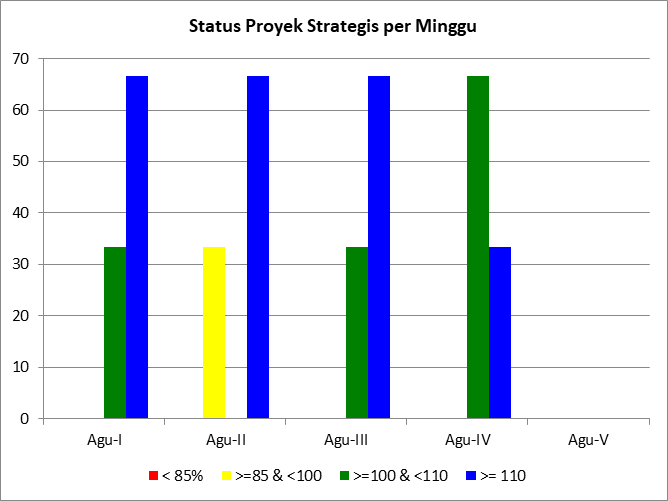 Status Proyek Strategis per Minggu
70
60
50
40
30
20
10
0
Agu-I Agu-II Agu-III Agu-IV Agu-V
< 85% >=85 & <100 >=100 & <110 >= 110